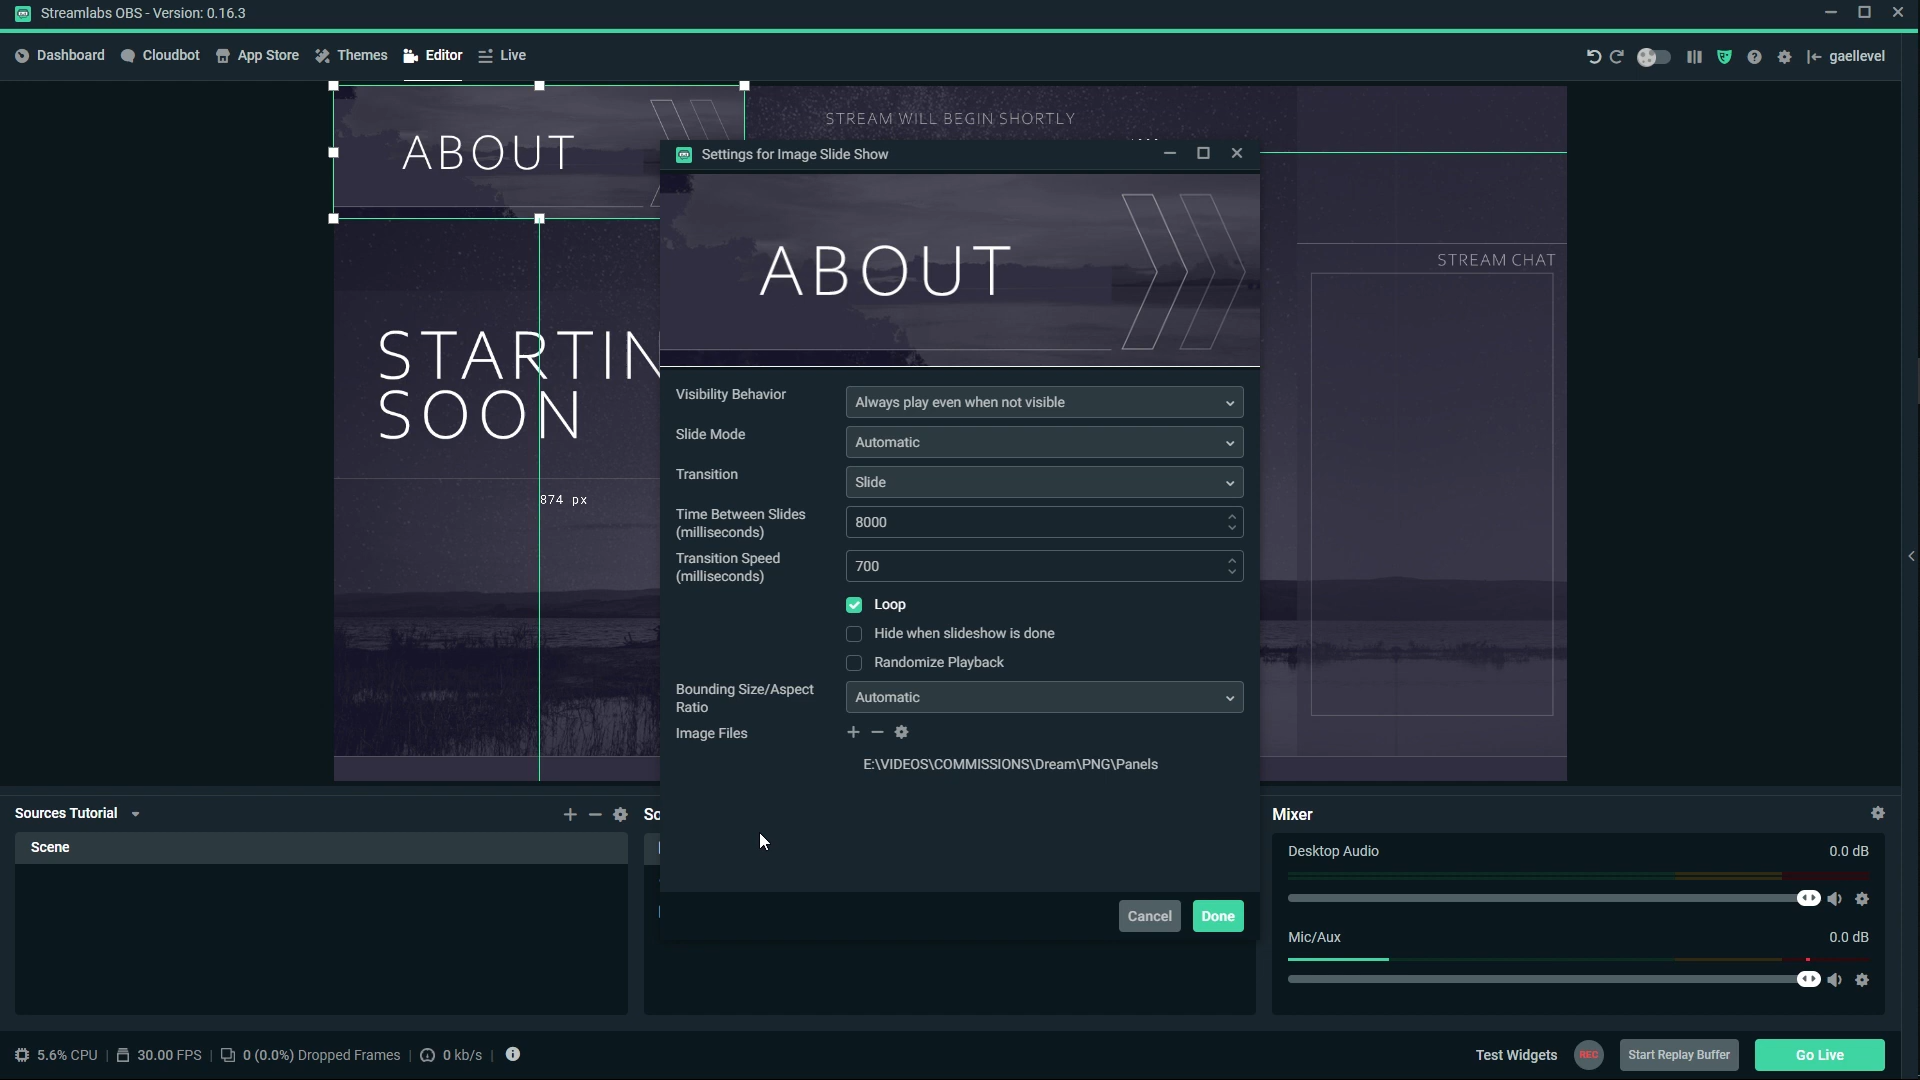 Streamlabs OBS - Version: 0.16.3
Dashboard Cloudbot App Store Themes Editor Live
gaellevel
ABOUT
STREAM WILL BEGIN SHORTLY
Settings for Image Slide Show
ABOUT
STREAM CHAT
STARTIN
SOON
874 px
Visibility Behavior Always play even when not visible
Slide Mode Automatic
Transition Slide
Time Between Slides
(milliseconds)
8000
Transition Speed
(milliseconds)
700
Loop
Hide when slideshow is done
Randomize Playback
Bounding Size/Aspect
Ratio
Automatic
Image Files
E:\VIDEOS\COMMISSIONS\Dream\PNG\Panels
Cancel Done
Sources Tutorial
So
Scene
Mixer
Desktop Audio 0.0 dB
Mic/Aux 0.0 dB
5.6% CPU 30.00 FPS 0 (0.0%) Dropped Frames 0 kb/s
Test Widgets REC Start Replay Buffer Go Live